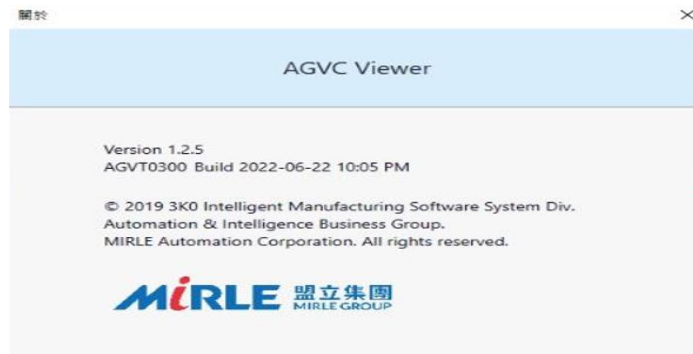 關於
AGVC Viewer
Version 1.2.5
AGVT0300 Build 2022-06-22 10:05 PM
© 2019 3K0 Intelligent Manufacturing Software System Div.
Automation & Intelligence Business Group.
MIRLE Automation Corporation. All rights reserved.
MiRLE 盟立集團
MIRLE GROUP